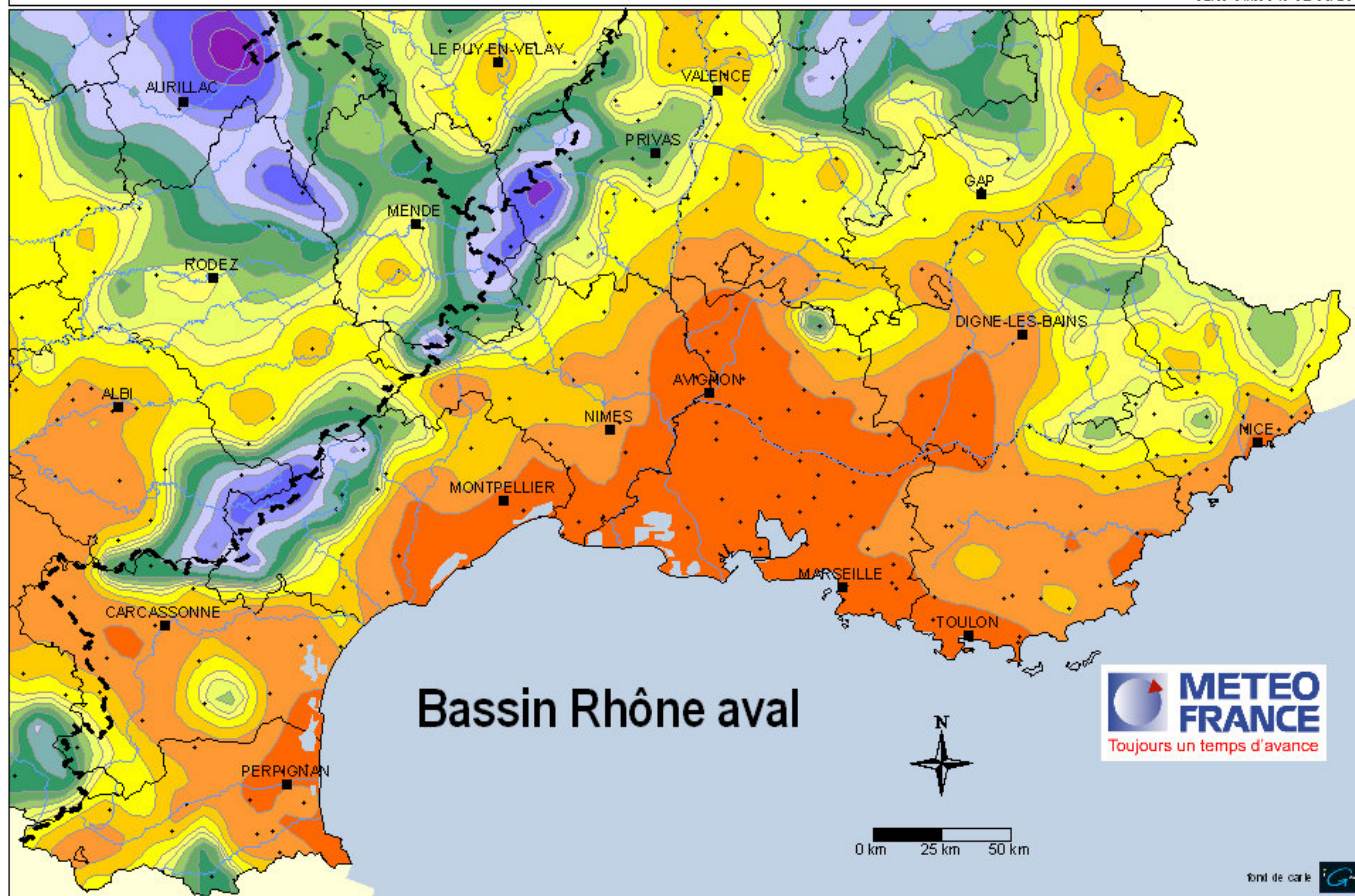 LE PUY-EN-VELAY
VALENCE
AURILLAC
PRIVAS
GAP
MENDE
RODEZ
DIGNE-LES-BAINS
AVIGNON
ALBI
NIMES
NICE
MONTPELLIER
MARSEILLE
CARCASSONNE
TOULON
Bassin Rhône aval
METEO
FRANCE
Toujours un temps d'avance
N
PERPIGNAN
0 km 25 km 50 km
fond de carte